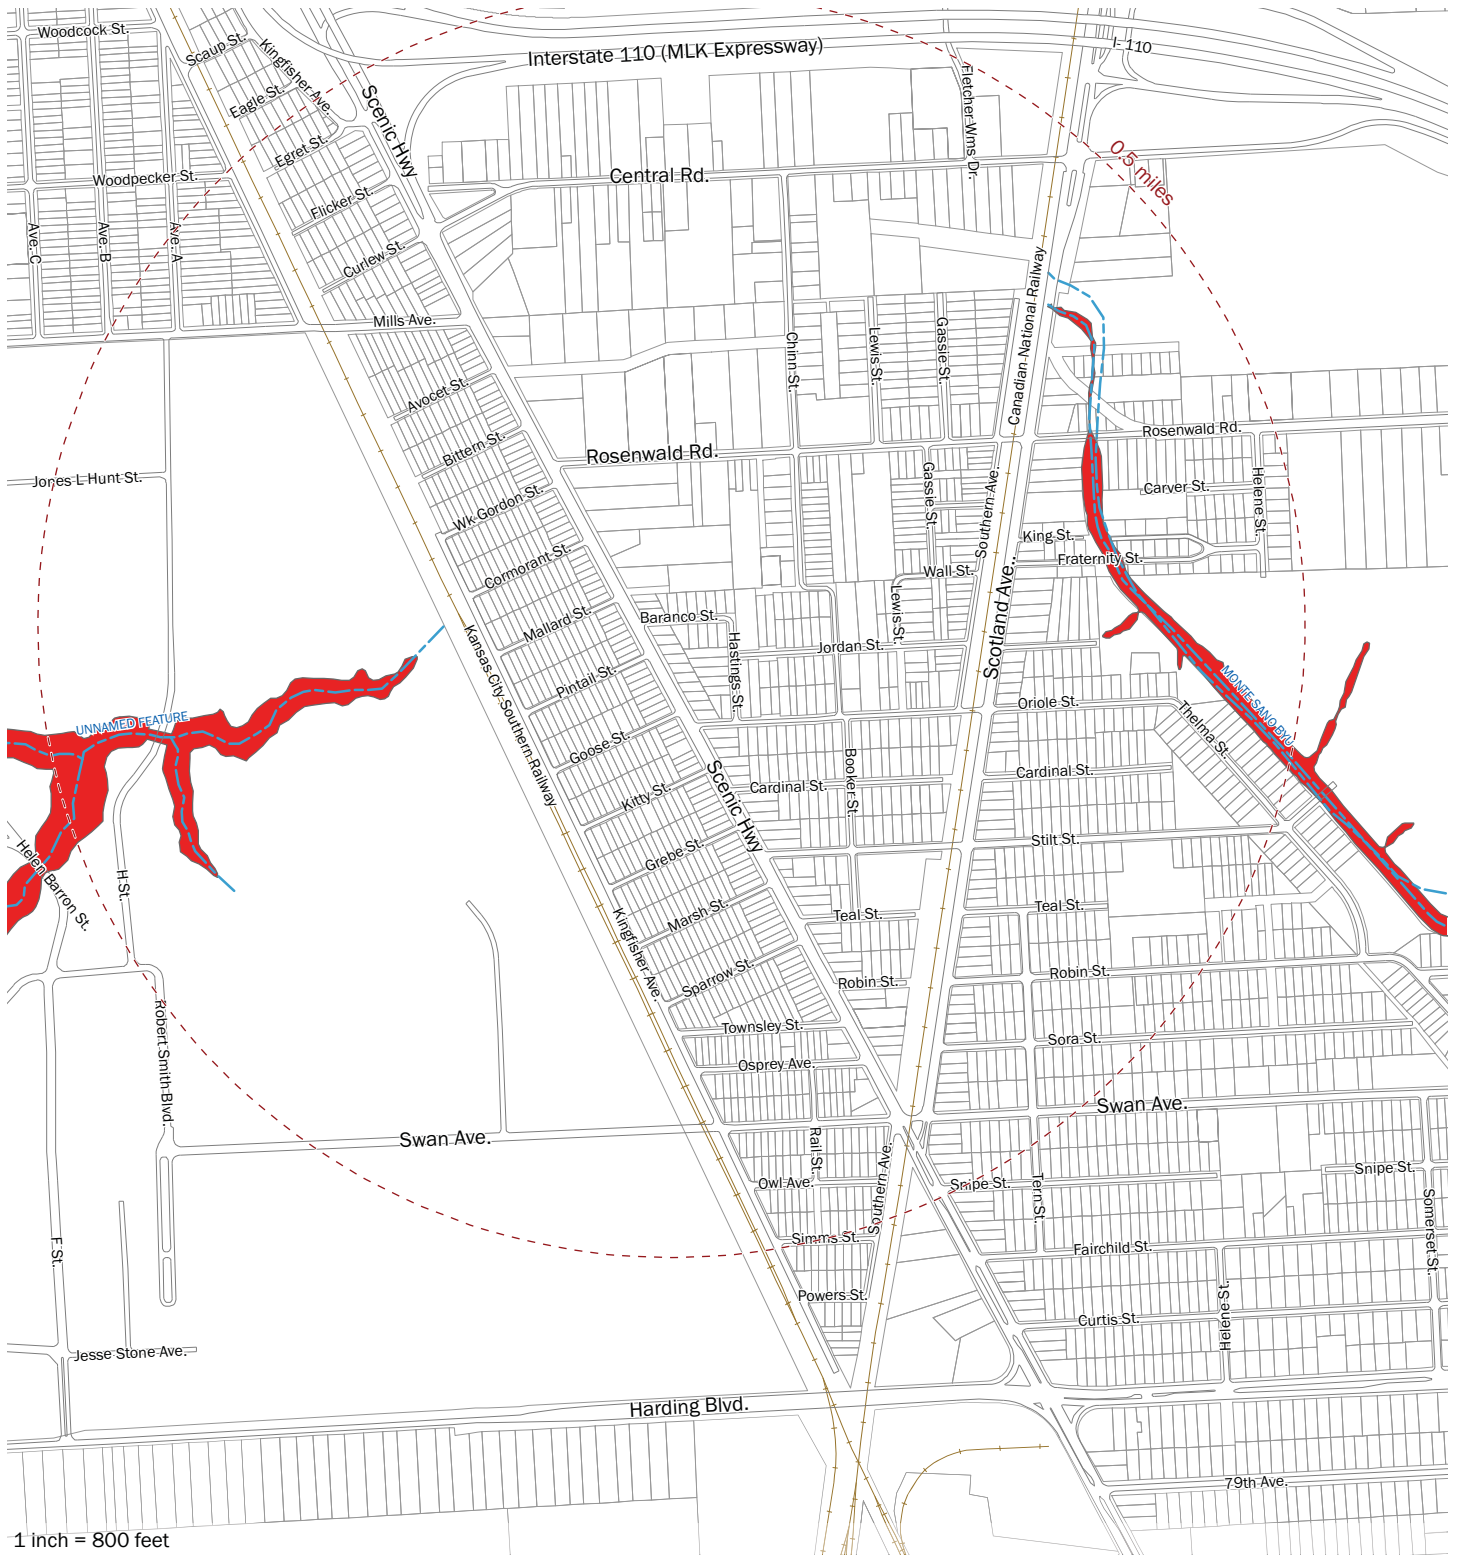 Woodcock St.
Scaup St.
Kingfisher Ave.
Interstate 110 (MLK Expressway)
I- 110
Eagle St.
Scenic Hwy
Fletcher Wms Dr.
Egret St.
0.5 miles
Woodpecker St.
Central Rd.
Flicker St.
Ave. C
Ave. B
Ave. A
Curlew St.
Canadian National Railway
Mills Ave.
Chinn St.
Lewis St.
Gassie St.
Avocet St.
Rosenwald Rd.
Bittern St.
Rosenwald Rd.
Jones L Hunt St.
Gassie St.
Southern Ave.
Carver St.
Helene St.
Wk Gordon St.
King St.
Cormorant St.
Wall St.
Fraternity St.
Scotland Ave.
Lewis St.
Mallard St.
Baranco St.
Hastings St.
Jordan St.
Kansas City Southern Railway
Pintail St.
MONTE SANO BYU
Oriole St.
Thelma St.
UNNAMED FEATURE
Goose St.
Booker St.
Cardinal St.
Scenic Hwy
Cardinal St.
Kitty St.
Grebe St.
Stilt St.
Helen Barron St.
H St.
Kingfisher Ave.
Marsh St.
Teal St.
Teal St.
Sparrow St.
Robin St.
Robin St.
Robert Smith Blvd.
Townsley St.
Sora St.
Osprey Ave.
Swan Ave.
Swan Ave.
Rail St.
Southern Ave.
Owl Ave.
Snipe St.
Tern St.
Snipe St.
Somerset St.
F St.
Simms St.
Fairchild St.
Powers St.
Curtis St.
Helene St.
Jesse Stone Ave.
Harding Blvd.
79th Ave.
1 inch = 800 feet